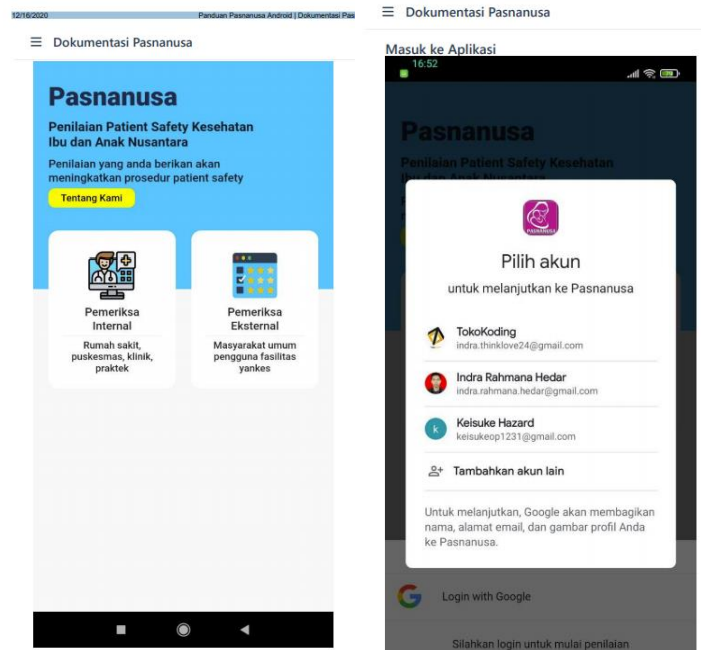 12/16/2020
Panduan Pasnanusa Android | Dokumentasi Pas
Dokumentasi Pasnanusa
Pasnanusa
Penilaian Patient Safety Kesehatan
Ibu dan Anak Nusantara
Penilaian yang anda berikan akan
meningkatkan prosedur patient safety
Tentang Kami
Pemeriksa
Internal
Rumah sakit,
puskesmas, klinik,
praktek
Pemeriksa
Eksternal
Masyarakat umum
pengguna fasilitas
yankes
Dokumentasi Pasnanusa
Masuk ke Aplikasi
16:52
Pasnanusa
Penilaian Patient Safety Kesehatan
Ibu dan Anak Nusantara
PASNANUSA
Pilih akun
untuk melanjutkan ke Pasnanusa
TokoKoding
indra.thinklove24@gmail.com
Indra Rahmana Hedar
indra.rahmana.hedar@gmail.com
k
Keisuke Hazard
keisukeop1231@gmail.com
Tambahkan akun lain
Untuk melanjutkan, Google akan membagikan
nama, alamat email, dan gambar profil Anda
ke Pasnanusa.
Login with Google
Silahkan login untuk mulai penilaian